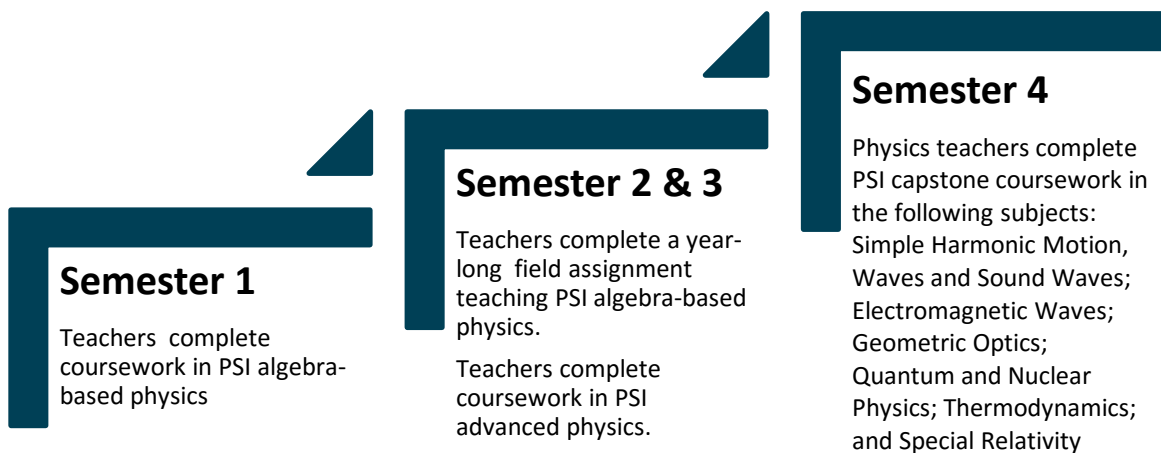 Semester 1
Teachers complete
coursework in PSI algebra-
based physics
Semester 2 & 3
Teachers complete a year-
long field assignment
teaching PSI algebra-based
physics.
Teachers complete
coursework in PSI
advanced physics.
Semester 4
Physics teachers complete
PSI capstone coursework in
the following subjects:
Simple Harmonic Motion,
Waves and Sound Waves;
Electromagnetic Waves;
Geometric Optics;
Quantum and Nuclear
Physics; Thermodynamics;
and Special Relativity